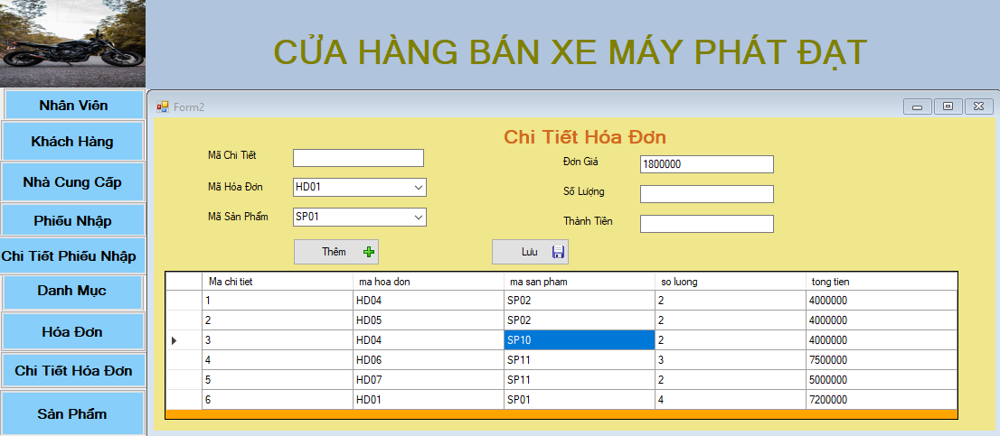 CỬA HÀNG BÁN XE MÁY PHÁT ĐẠT
Nhân Viên
Khách Hàng
Nhà Cung Cấp
Phiếu Nhập
Chi Tiết Phiếu Nhập
Danh Mục
Hóa Đơn
Chi Tiết Hóa Đơn
Sản Phẩm
Form2
Chi Tiết Hóa Đơn
Mã Chi Tiết
Mã Hóa Đơn HD01
Mã Sản Phẩm SP01
Đơn Giá 1800000
Số Lượng
Thành Tiền
Thêm Lưu
Ma chi tiet ma hoa don ma san pham so luong tong tien
1 HD04 SP02 2 4000000
2 HD05 SP02 2 4000000
3 HD04 SP10 2 4000000
4 HD06 SP11 3 7500000
5 HD07 SP11 2 5000000
6 HD01 SP01 4 7200000